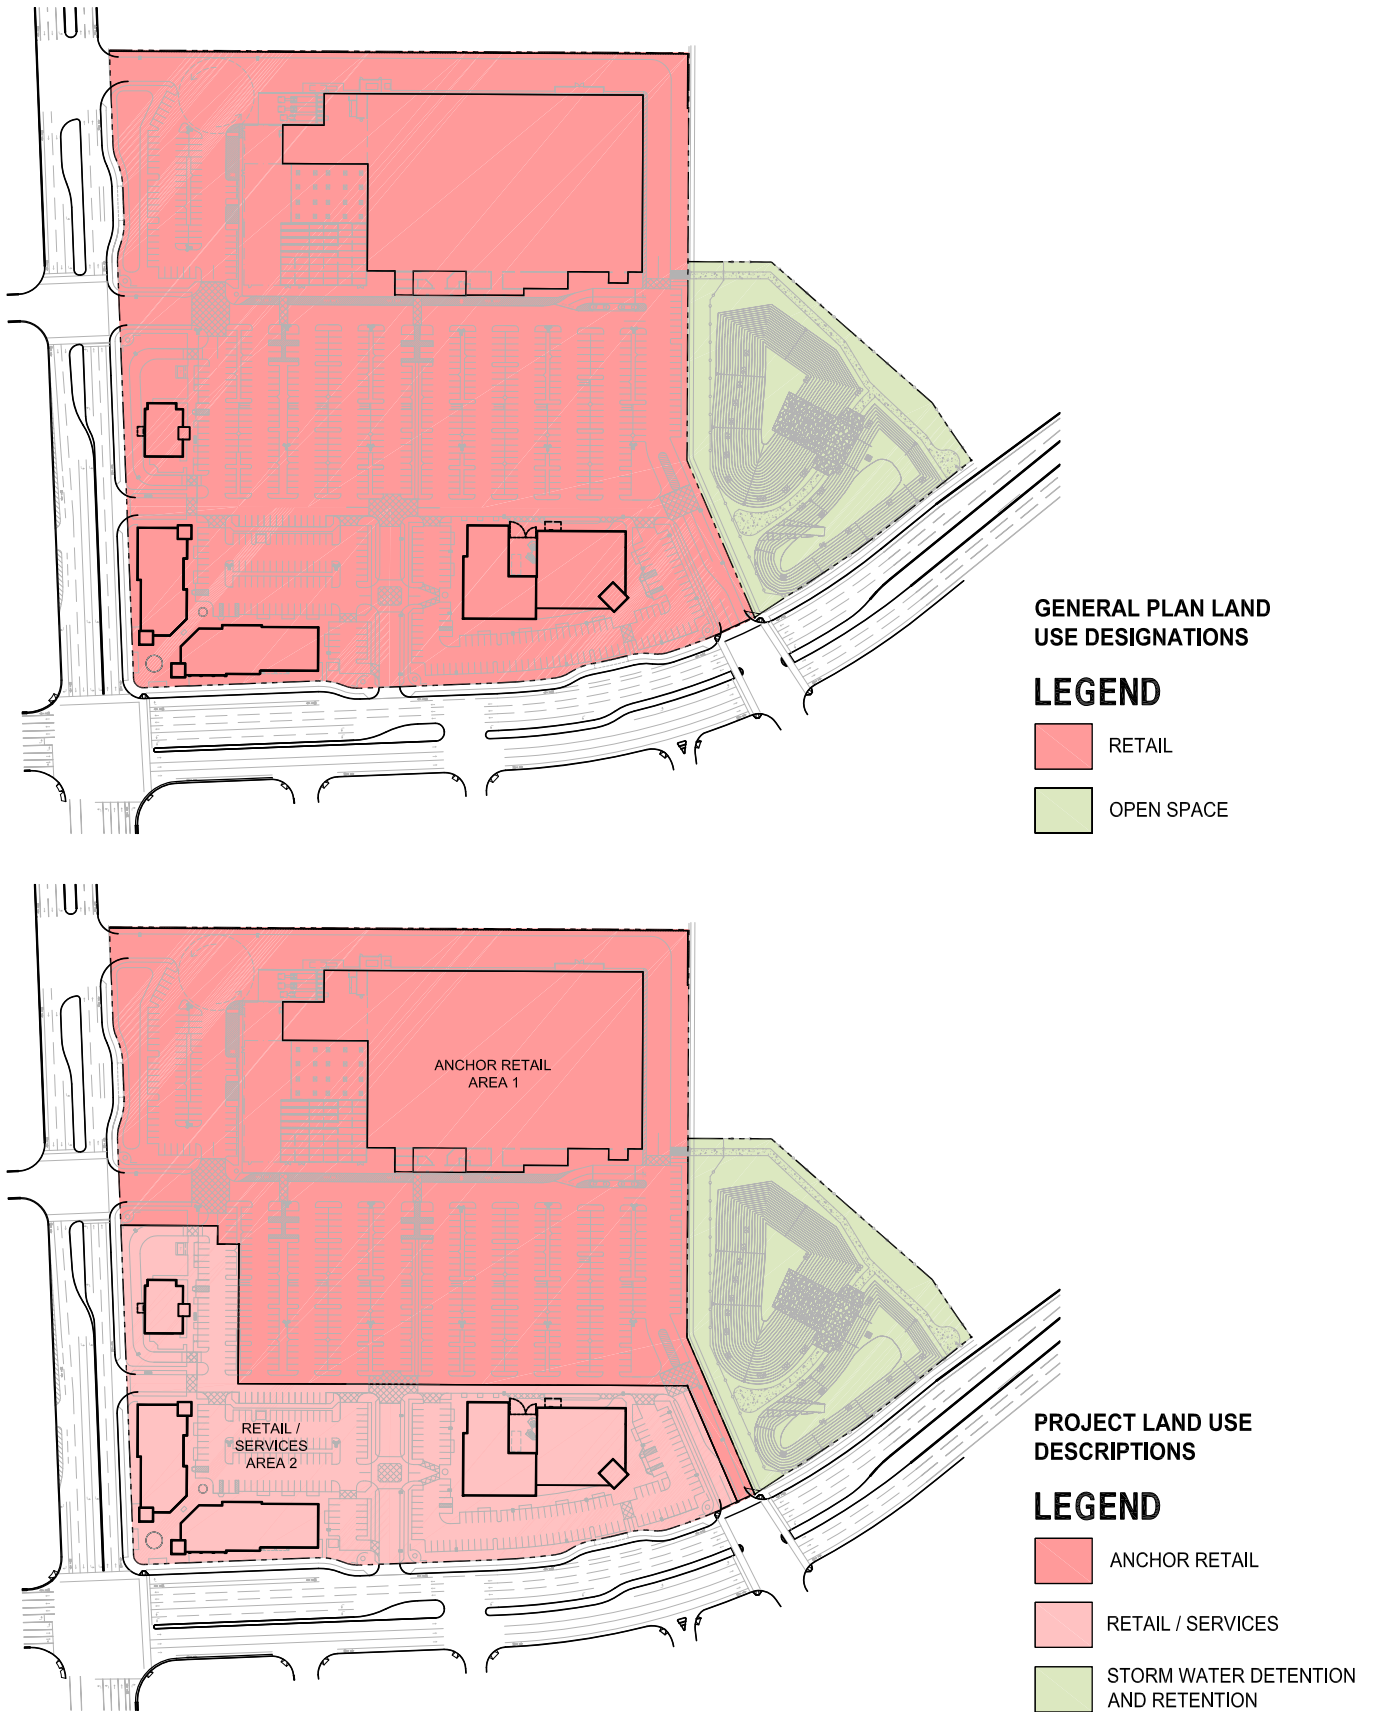 GENERAL PLAN LAND
USE DESIGNATIONS
LEGEND
RETAIL
OPEN SPACE
ANCHOR RETAIL
AREA 1
RETAIL /
SERVICES
AREA 2
PROJECT LAND USE
DESCRIPTIONS
LEGEND
ANCHOR RETAIL
RETAIL / SERVICES
STORM WATER DETENTION
AND RETENTION